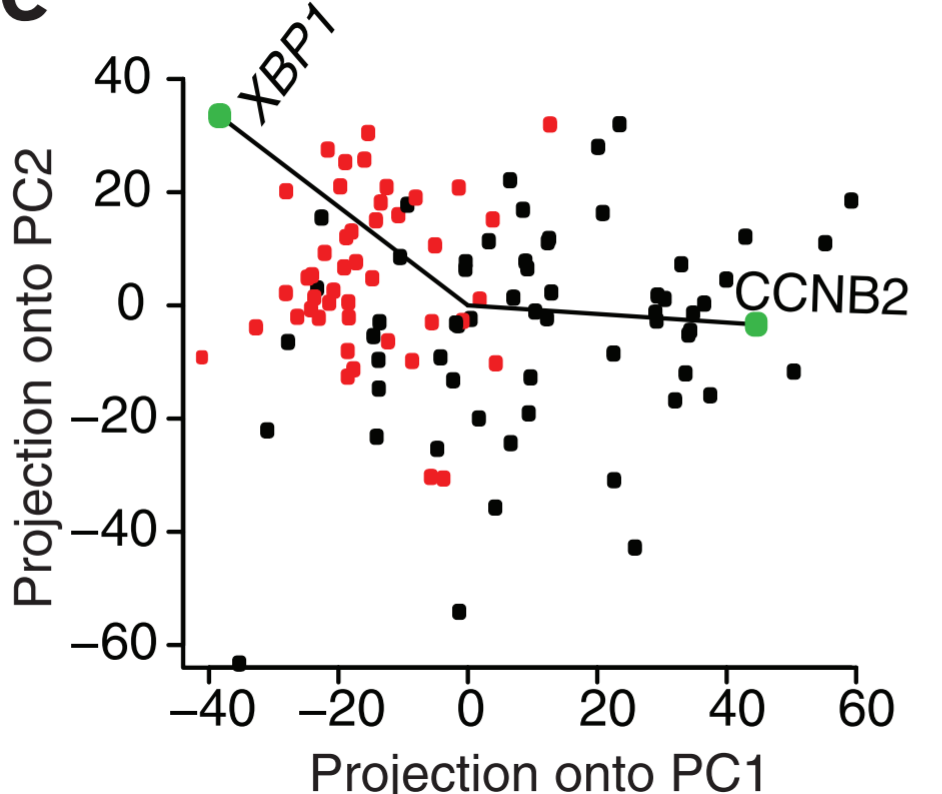 c
XBP1
40
20
0
–20
–40
–60
CCNB2
–40 –20 0 20 40 60
Projection onto PC1
Projection onto PC2